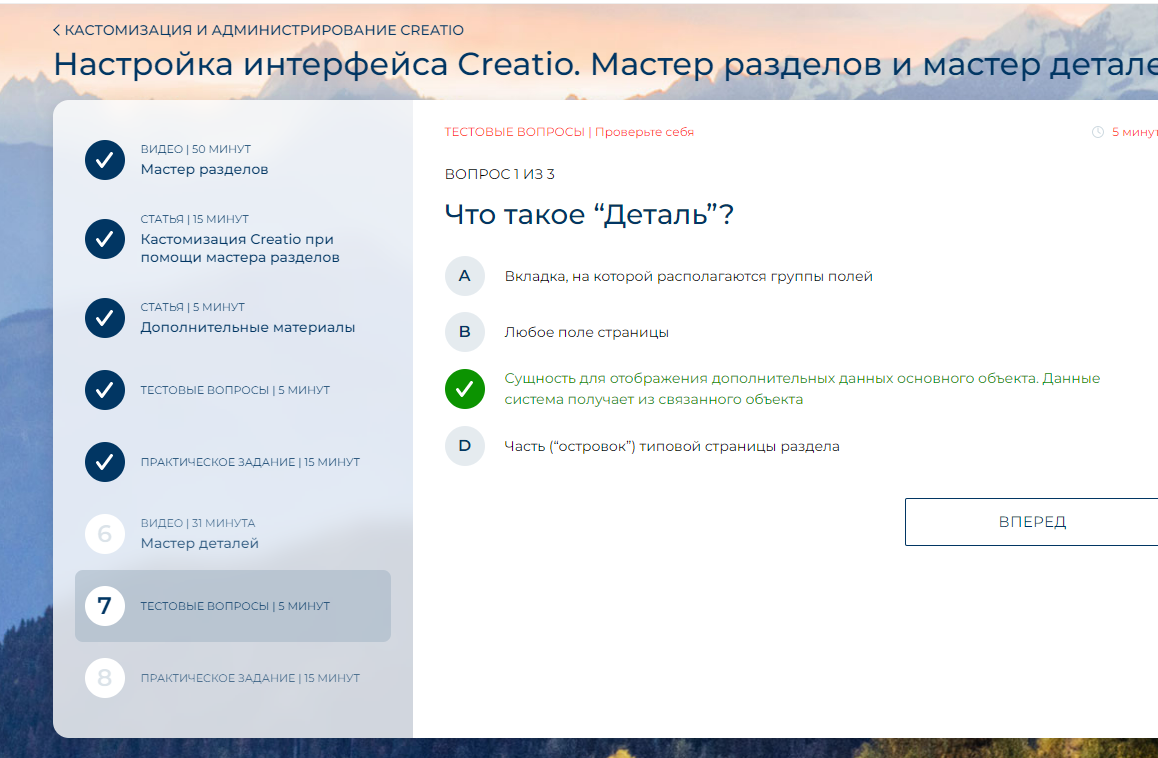 КАСТОМИЗАЦИЯ И АДМИНИСТРИРОВАНИЕ CREATIO
Настройка интерфейса Creatio. Мастер разделов и мастер детале
ВИДЕО | 50 МИНУТ
Мастер разделов
СТАТЬЯ | 15 МИНУТ
Кастомизация Creatio при
помощи мастера разделов
СТАТЬЯ | 5 МИНУТ
Дополнительные материалы
ТЕСТОВЫЕ ВОПРОСЫ | 5 МИНУТ
ПРАКТИЧЕСКОЕ ЗАДАНИЕ | 15 МИНУТ
6
ВИДЕО | 31 МИНУТА
Мастер деталей
7
ТЕСТОВЫЕ ВОПРОСЫ | 5 МИНУТ
8
ПРАКТИЧЕСКОЕ ЗАДАНИЕ | 15 МИНУТ
ТЕСТОВЫЕ ВОПРОСЫ | Проверьте себя
5 минут
ВОПРОС 1 ИЗ 3
Что такое “Деталь”?
A Вкладка, на которой располагаются группы полей
B Любое поле страницы
Сущность для отображения дополнительных данных основного объекта. Данные
система получает из связанного объекта
D Часть (“островок”) типовой страницы раздела
ВПЕРЕД